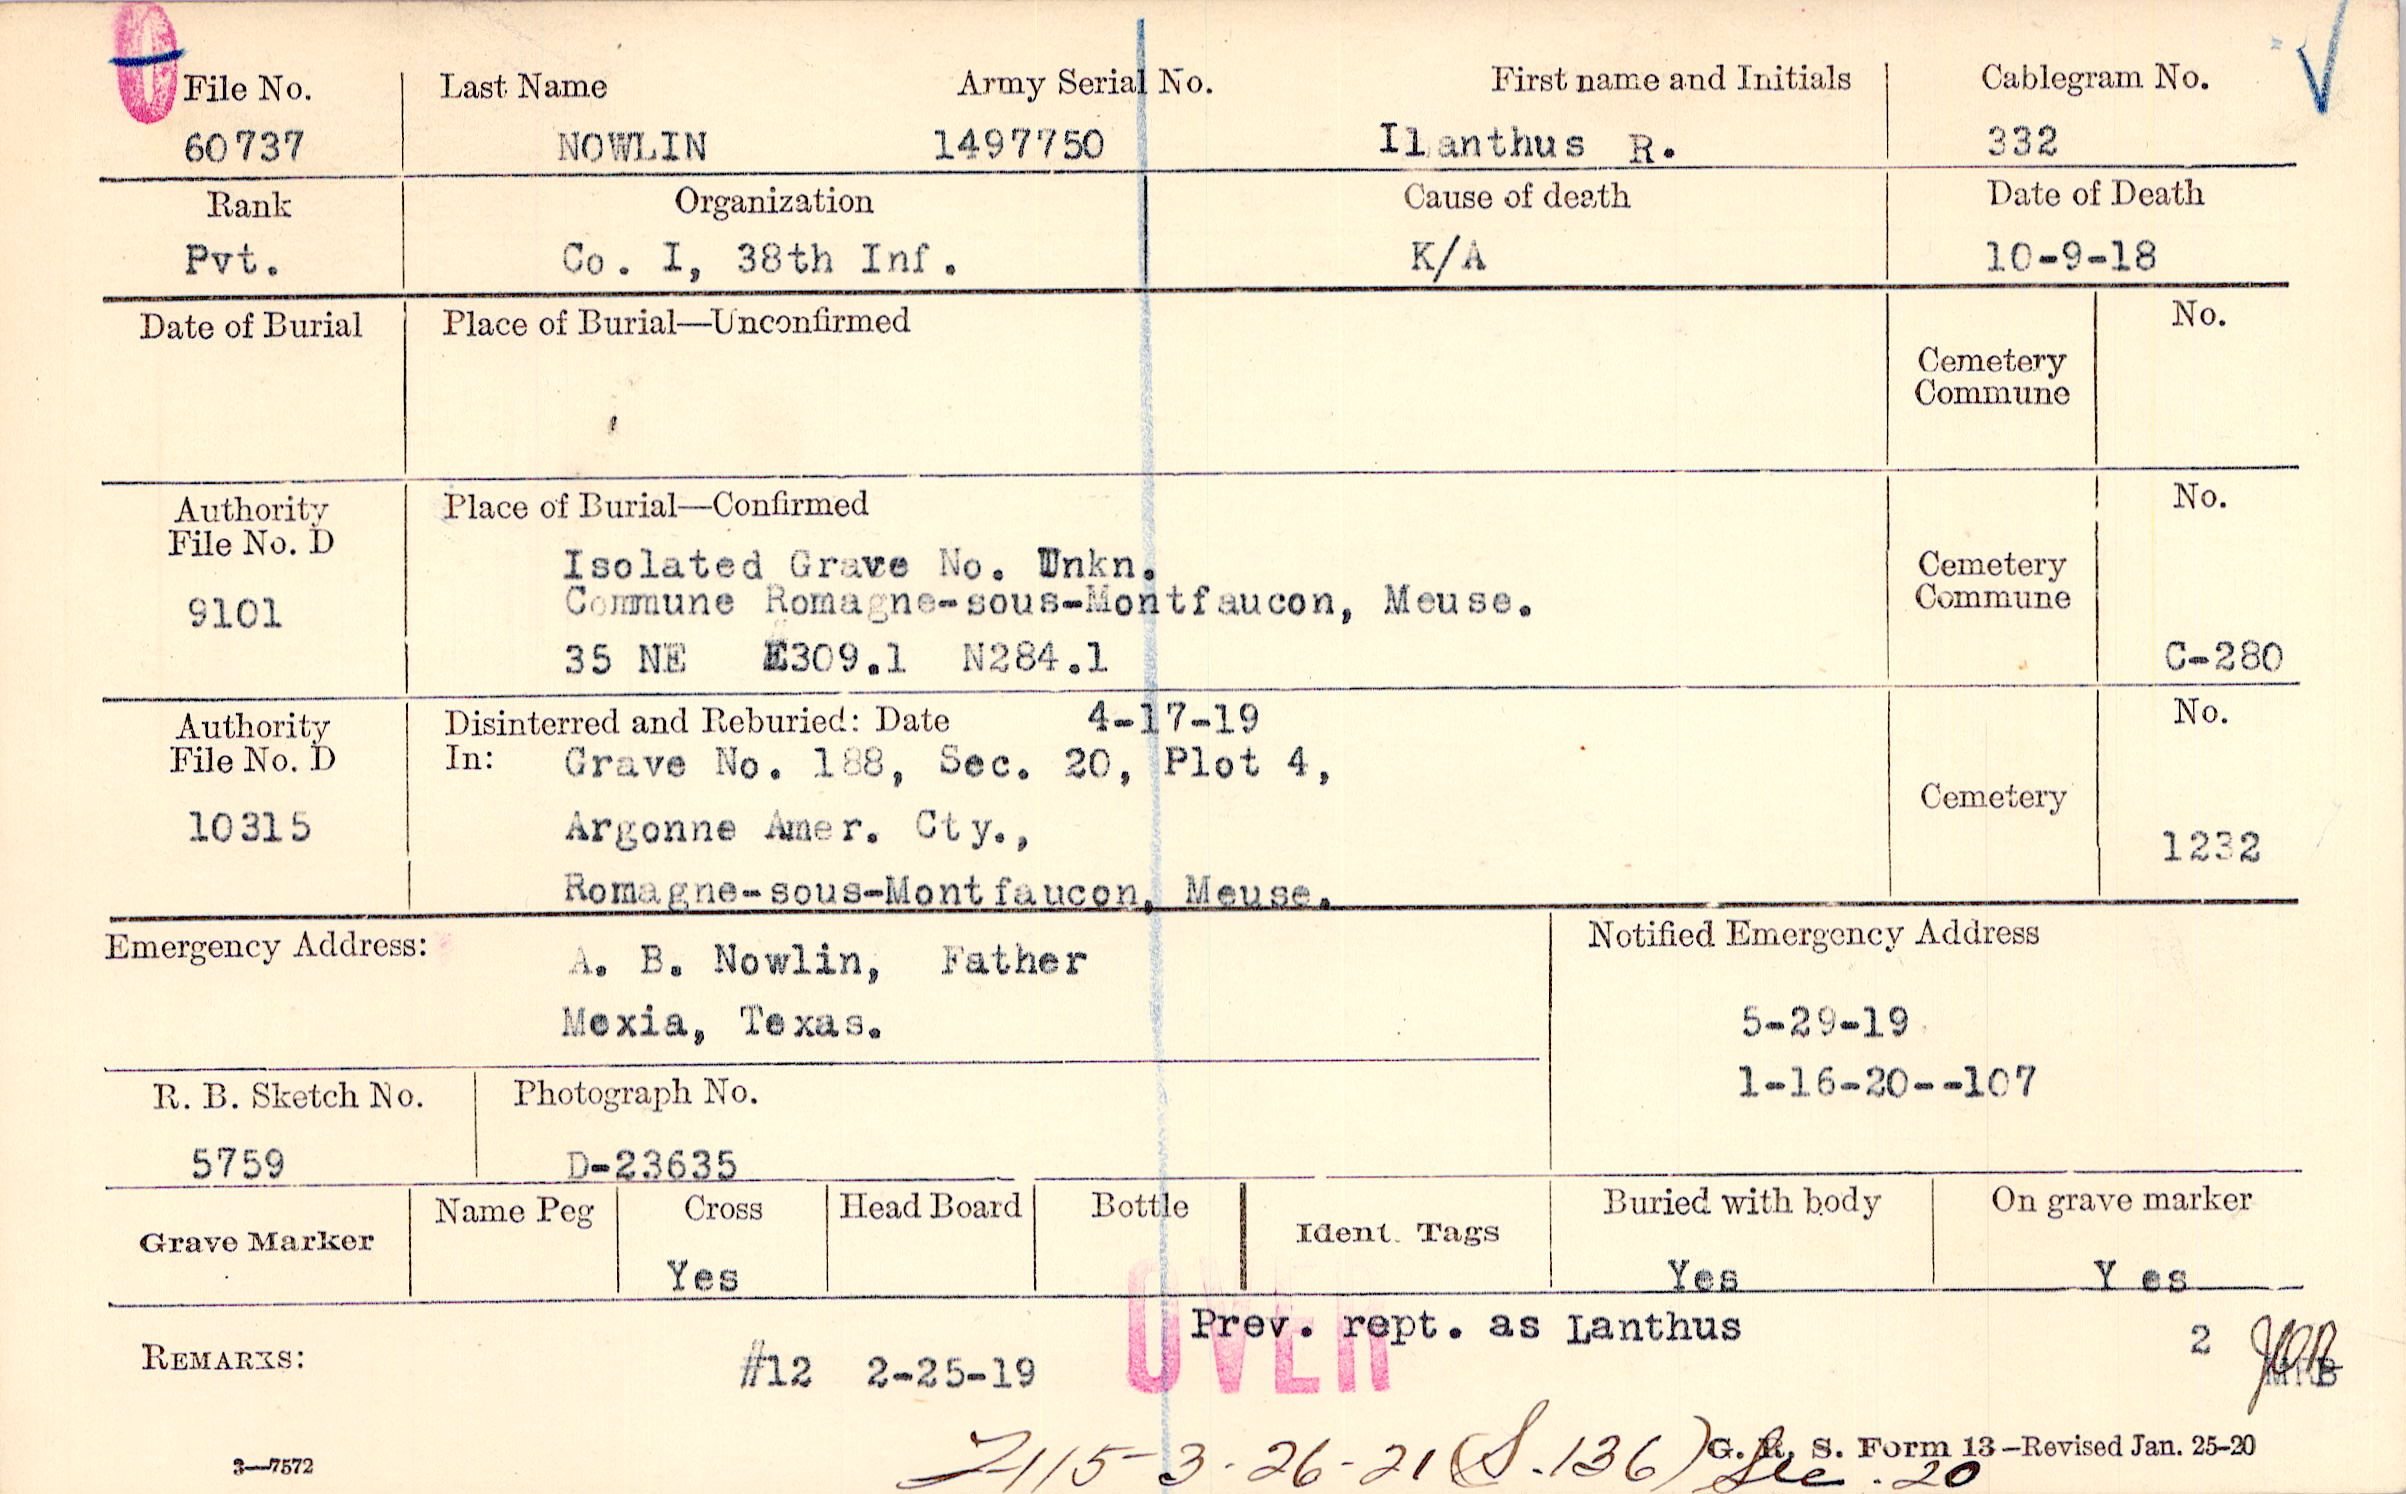 File No. Last Name Army Serial No. First name and Initials Cablegram No.
60737 NOWLIN 1497750 Ilanthus R. 332
Rank Organization Cause of death Date of Death
Pvt. Co. I, 38th Inf. K/A 10-9-18
Date of Burial Place of Burial—Unconfirmed No.
Cemetery
Commune
Authority Place of Burial—Confirmed No.
File No. D
Isolated Grave No. Unkn. Cemetery
9101 Commune Romagne-sous-Montfaucon, Meuse. Commune
35 NE E309.1 N284.1 C-280
Authority Disinterred and Reburied: Date 4-17-19 No.
File No. D In: Grave No. 188, Sec. 20, Plot 4,
Cemetery
10315 Argonne Amer. Cty.,
1232
Romagne-sous-Montfaucon, Meuse.
Emergency Address: A. B. Nowlin, Father Notified Emergency Address
Mexia, Texas. 5-29-19
1-16-20--107
R. B. Sketch No. Photograph No.
5759 D-23635
Grave Marker Name Peg Cross Head Board Bottle Ident. Tags Buried with body On grave marker
Yes Yes Y es
OVER
Prev. rept. as Lanthus
REMARKS: #12 2-25-19 2
3-26-21 (S.136) Sec. 20
3—7572 G. R. S. Form 13—Revised Jan. 25-20